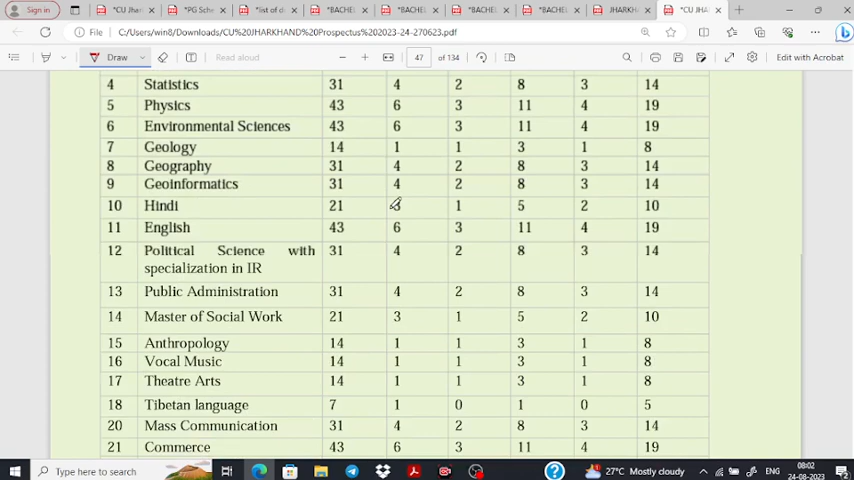 Sign in
*CU Jhar
*PG Sche
*list of d
*BACHEL
*BACHEL
*BACHEL
*BACHEL
JHARKH
*CU JHA
File
C:/Users/win8/Downloads/CU%20JHARKHAND%20Prospectus%202023-24-270623.pdf
Draw
Read aloud
47 of 134
Edit with Acrobat
4 Statistics 31 4 2 8 3 14
5 Physics 43 6 3 11 4 19
6 Environmental Sciences 43 6 3 11 4 19
7 Geology 14 1 1 3 1 8
8 Geography 31 4 2 8 3 14
9 Geoinformatics 31 4 2 8 3 14
10 Hindi 21 3 1 5 2 10
11 English 43 6 3 11 4 19
12 Political Science with 31 4 2 8 3 14
specialization in IR
13 Public Administration 31 4 2 8 3 14
14 Master of Social Work 21 3 1 5 2 10
15 Anthropology 14 1 1 3 1 8
16 Vocal Music 14 1 1 3 1 8
17 Theatre Arts 14 1 1 3 1 8
18 Tibetan language 7 1 0 1 0 5
20 Mass Communication 31 4 2 8 3 14
21 Commerce 43 6 3 11 4 19
Type here to search
27°C Mostly cloudy
ENG
08:02
24-08-2023